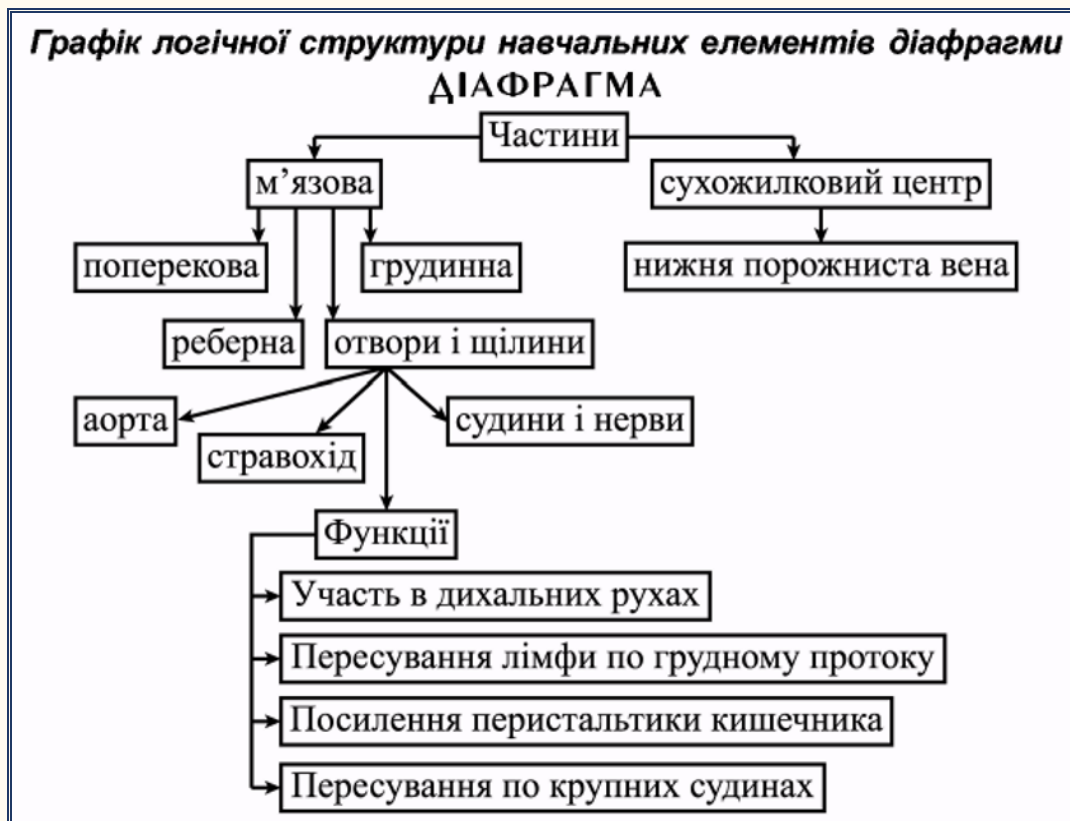 Графік логічної структури навчальних елементів діафрагми
ДІАФРАГМА
Частини
м’язова
сухожилковий центр
поперекова
грудинна
нижня порожниста вена
реберна
отвори і щілини
аорта
судини і нерви
стравохід
Функції
Участь в дихальних рухах
Пересування лімфи по грудному протоку
Посилення перистальтики кишечника
Пересування по крупних судинах